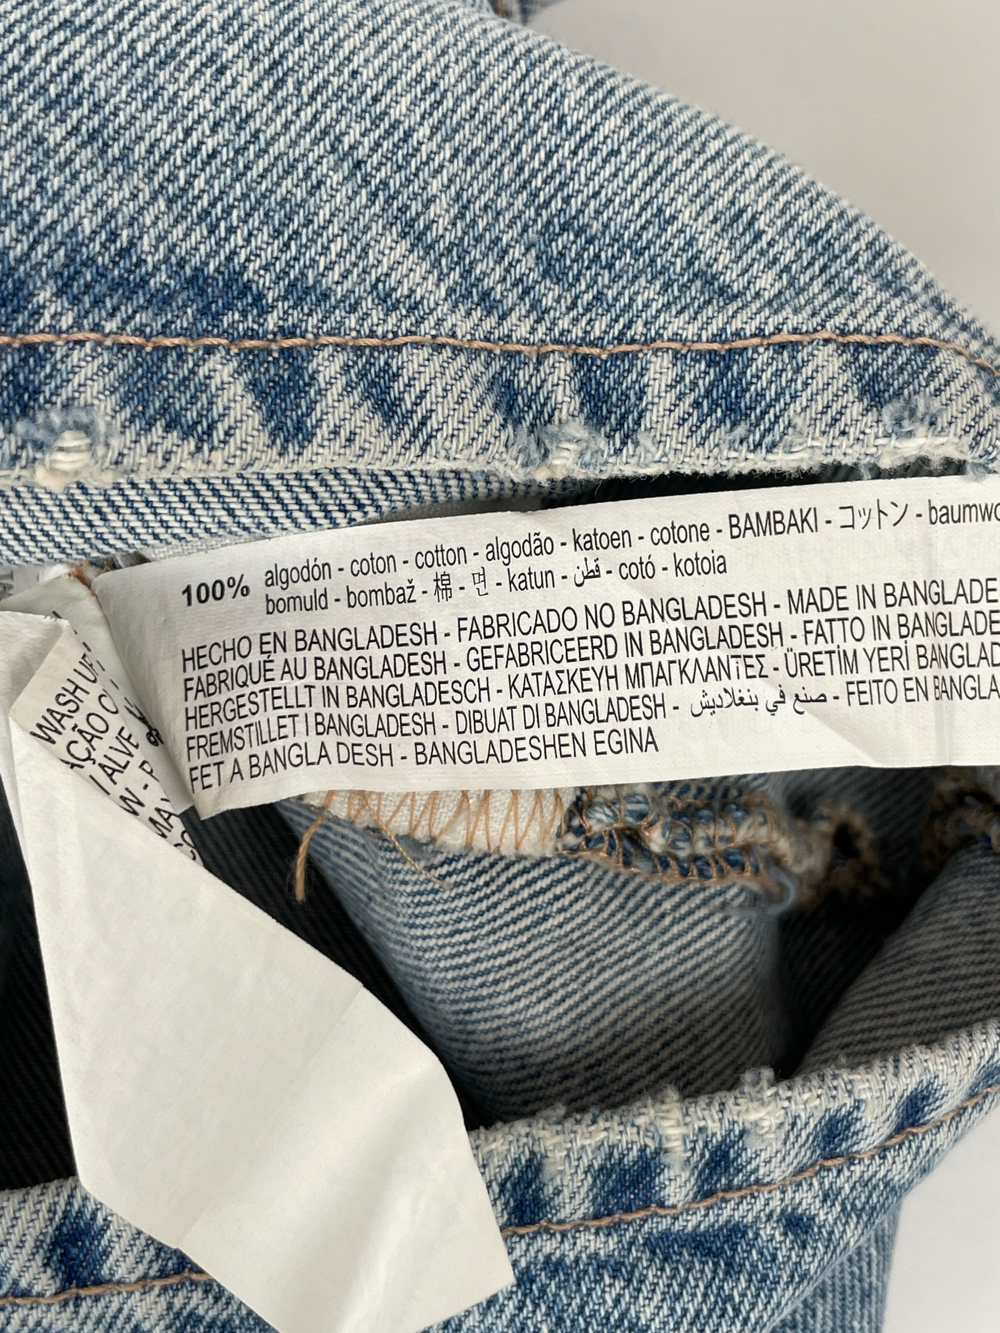 100% algodón - coton - cotton - algodão - katoen - cotone - BAMBAKI - コットン - baumwo
bomuld - bombaž - 棉 - 면 - katun - قطن - cotó - kotoia
HECHO EN BANGLADESH - FABRICADO NO BANGLADESH - MADE IN BANGLADE
FABRIQUÉ AU BANGLADESH - GEFABRICEERD IN BANGLADESH - FATTO IN BANGLADE
HERGESTELLT IN BANGLADESCH - ΚΑΤΑΣΚΕΥΗ ΜΠΑΓΚΛΑΝΤΕΣ - ÜRETİM YERİ BANGLAD
FREMSTILLET I BANGLADESH - DIBUAT DI BANGLADESH - صنع في بنغلاديش - FEITO EN BANGLA
FET A BANGLA DESH - BANGLADESHEN EGINA
WASH